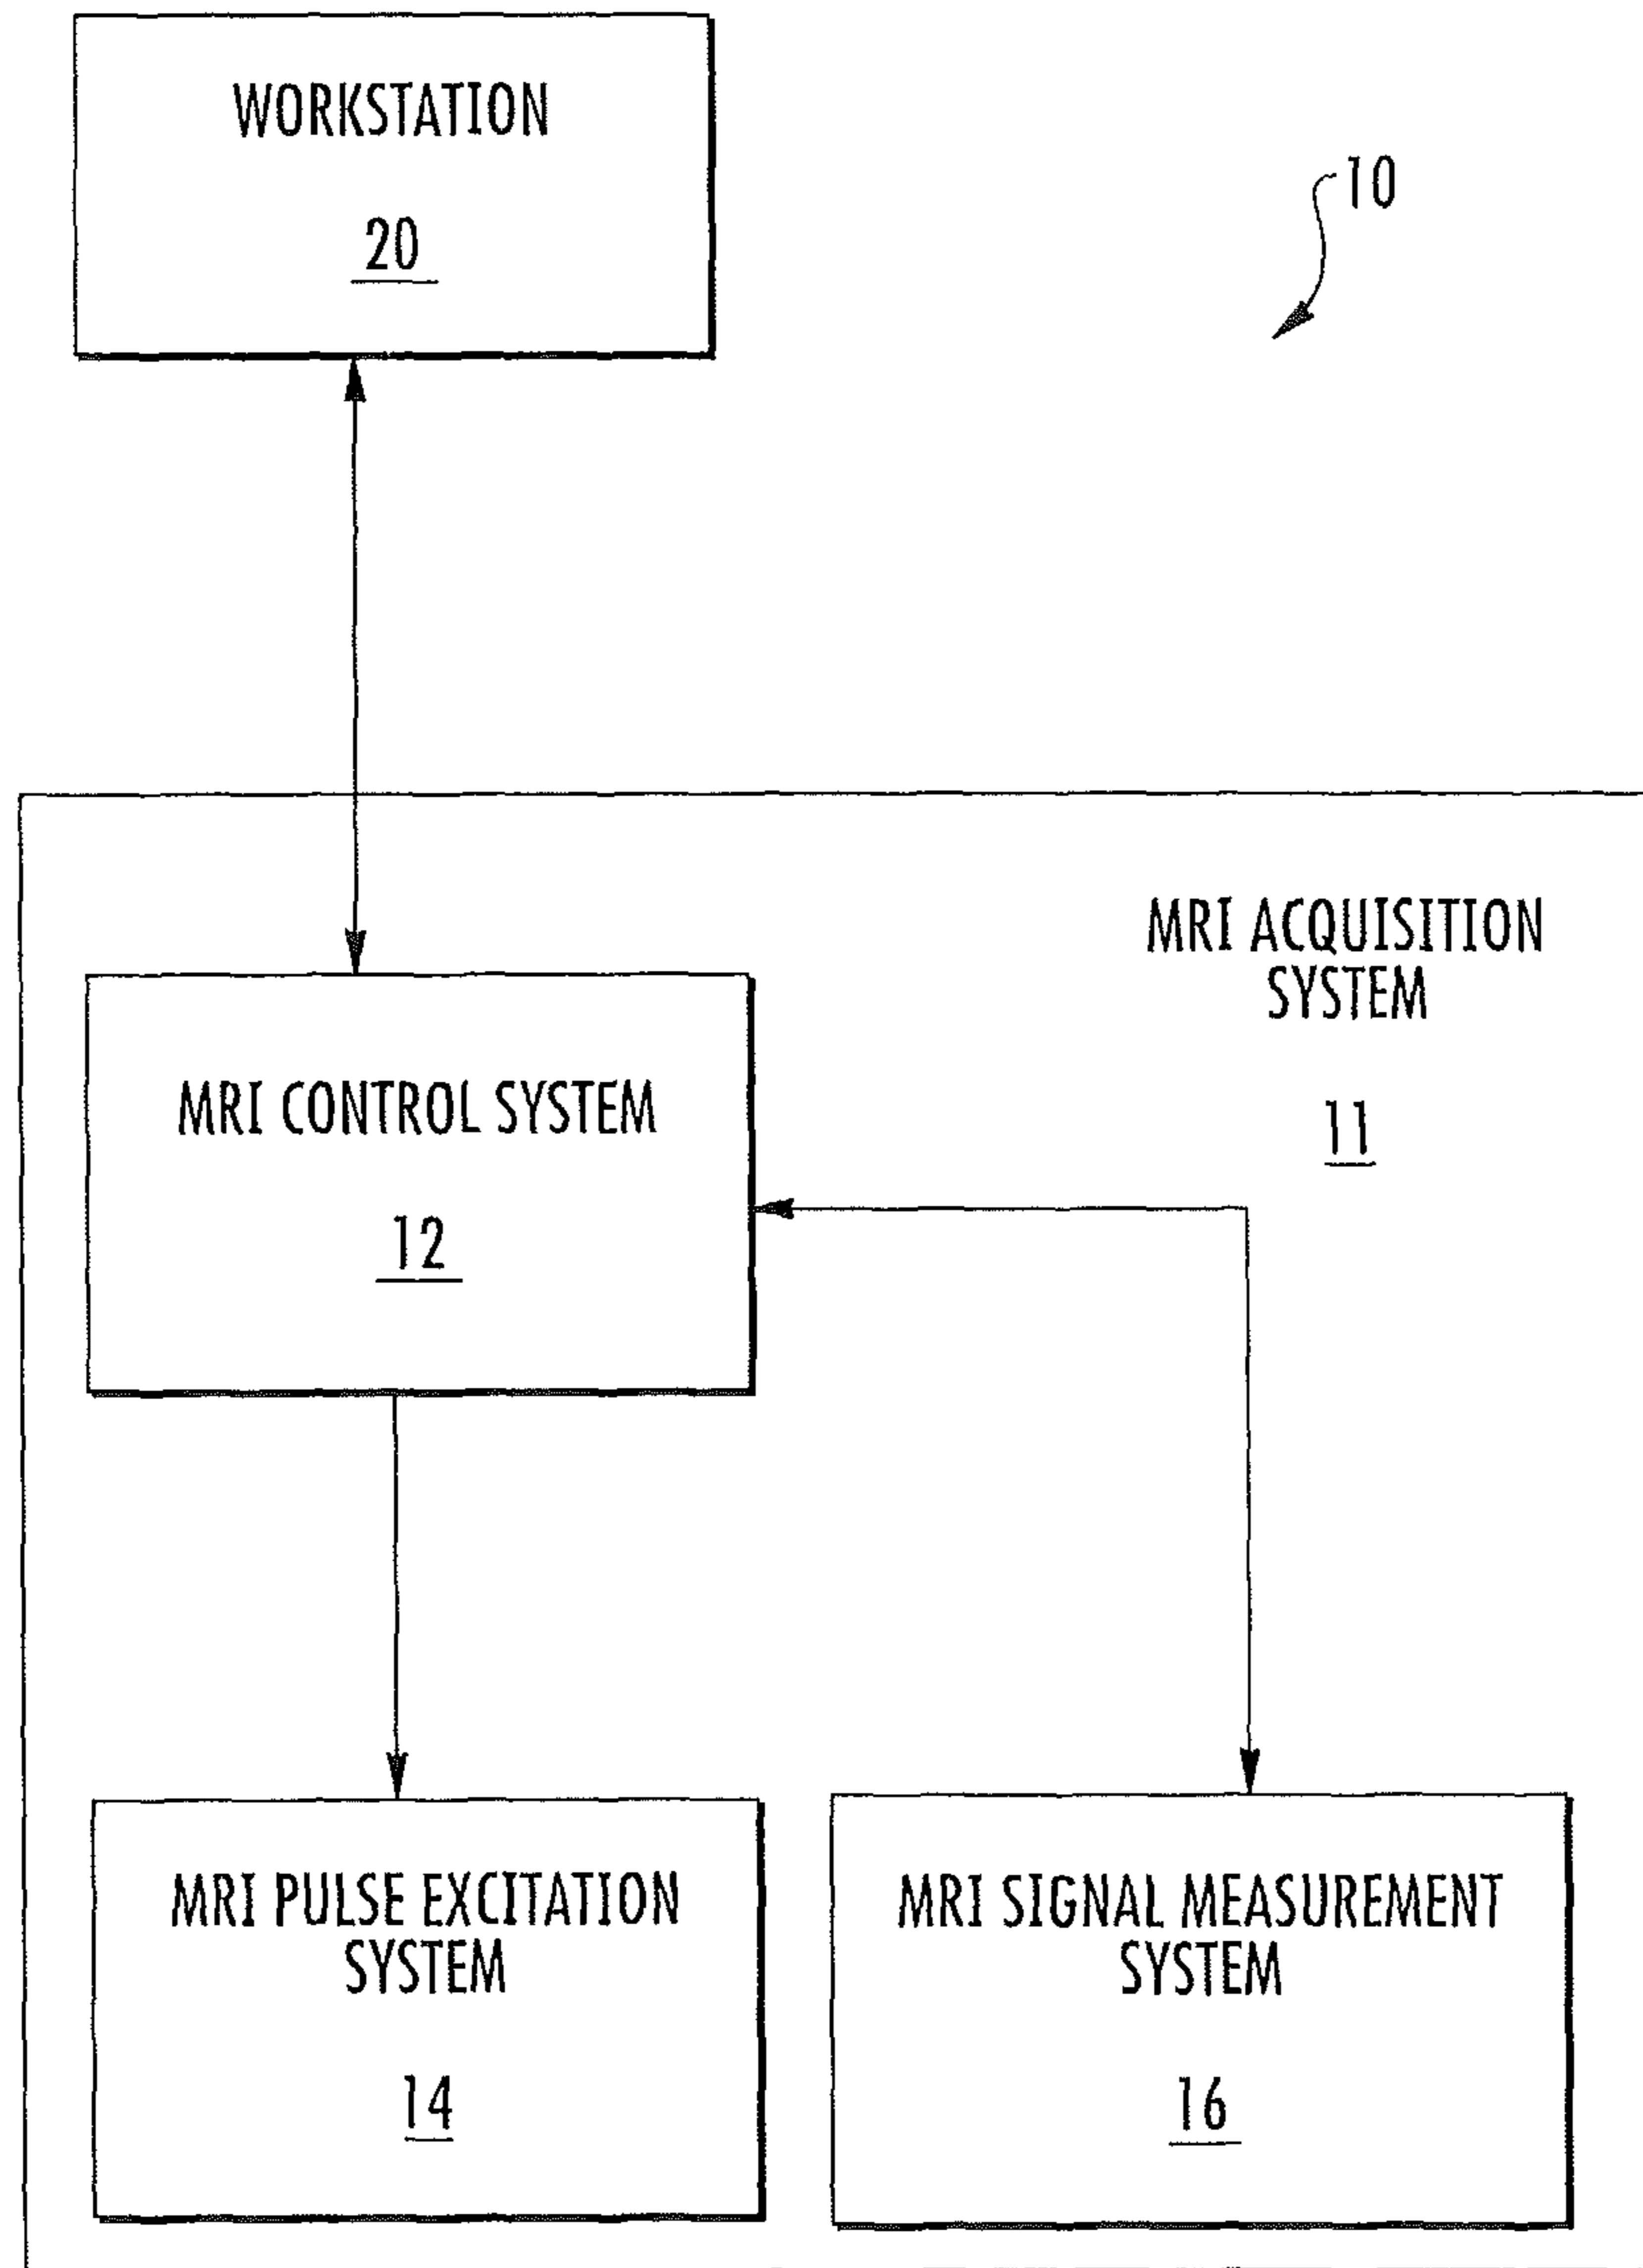 WORKSTATION
20
10
MRI ACQUISITION
SYSTEM
11
MRI CONTROL SYSTEM
12
MRI PULSE EXCITATION
SYSTEM
14
MRI SIGNAL MEASUREMENT
SYSTEM
16